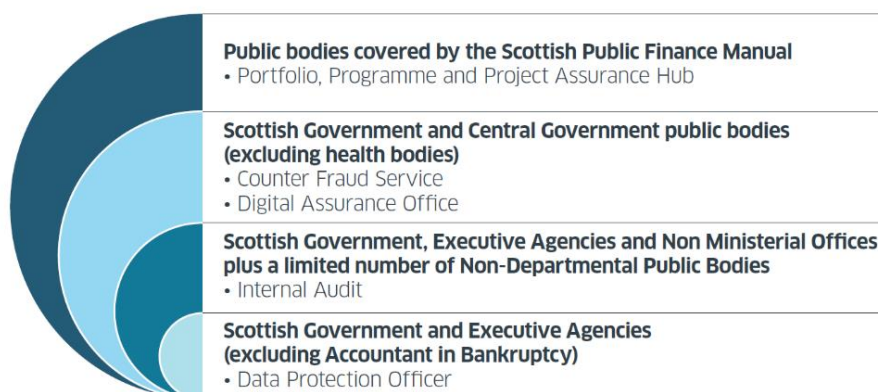 Public bodies covered by the Scottish Public Finance Manual
• Portfolio, Programme and Project Assurance Hub
Scottish Government and Central Government public bodies
(excluding health bodies)
• Counter Fraud Service
• Digital Assurance Office
Scottish Government, Executive Agencies and Non Ministerial Offices
plus a limited number of Non-Departmental Public Bodies
• Internal Audit
Scottish Government and Executive Agencies
(excluding Accountant in Bankruptcy)
• Data Protection Officer